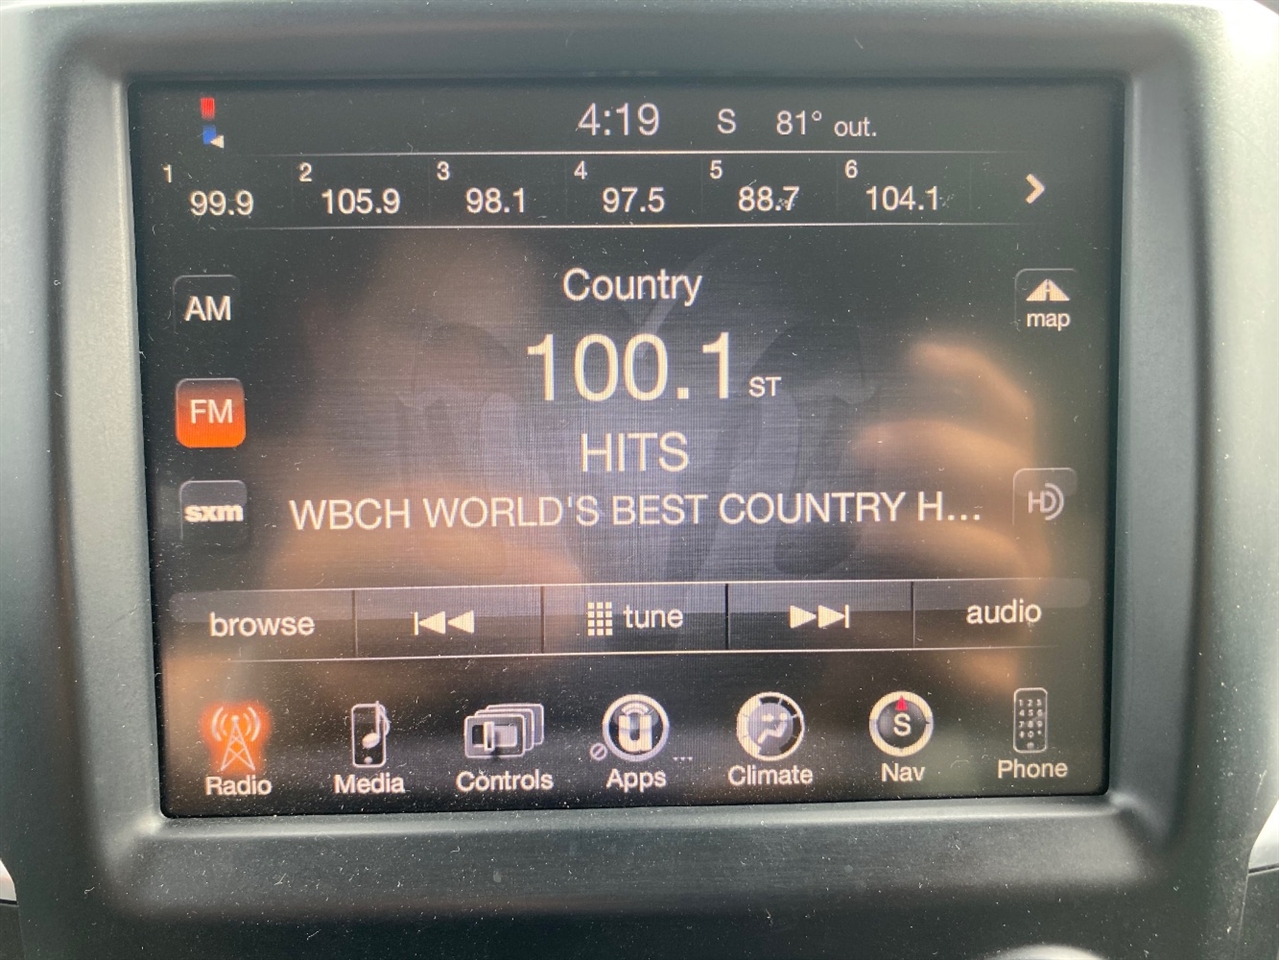 4:19 S 81° out.
1 2 3 4 5 6
99.9 105.9 98.1 97.5 88.7 104.1
Country
AM
map
100.1 ST
FM
HITS
sxm
WBCH WORLD'S BEST COUNTRY H...
HD
browse tune audio
S
Radio Media Controls Apps Climate Nav Phone